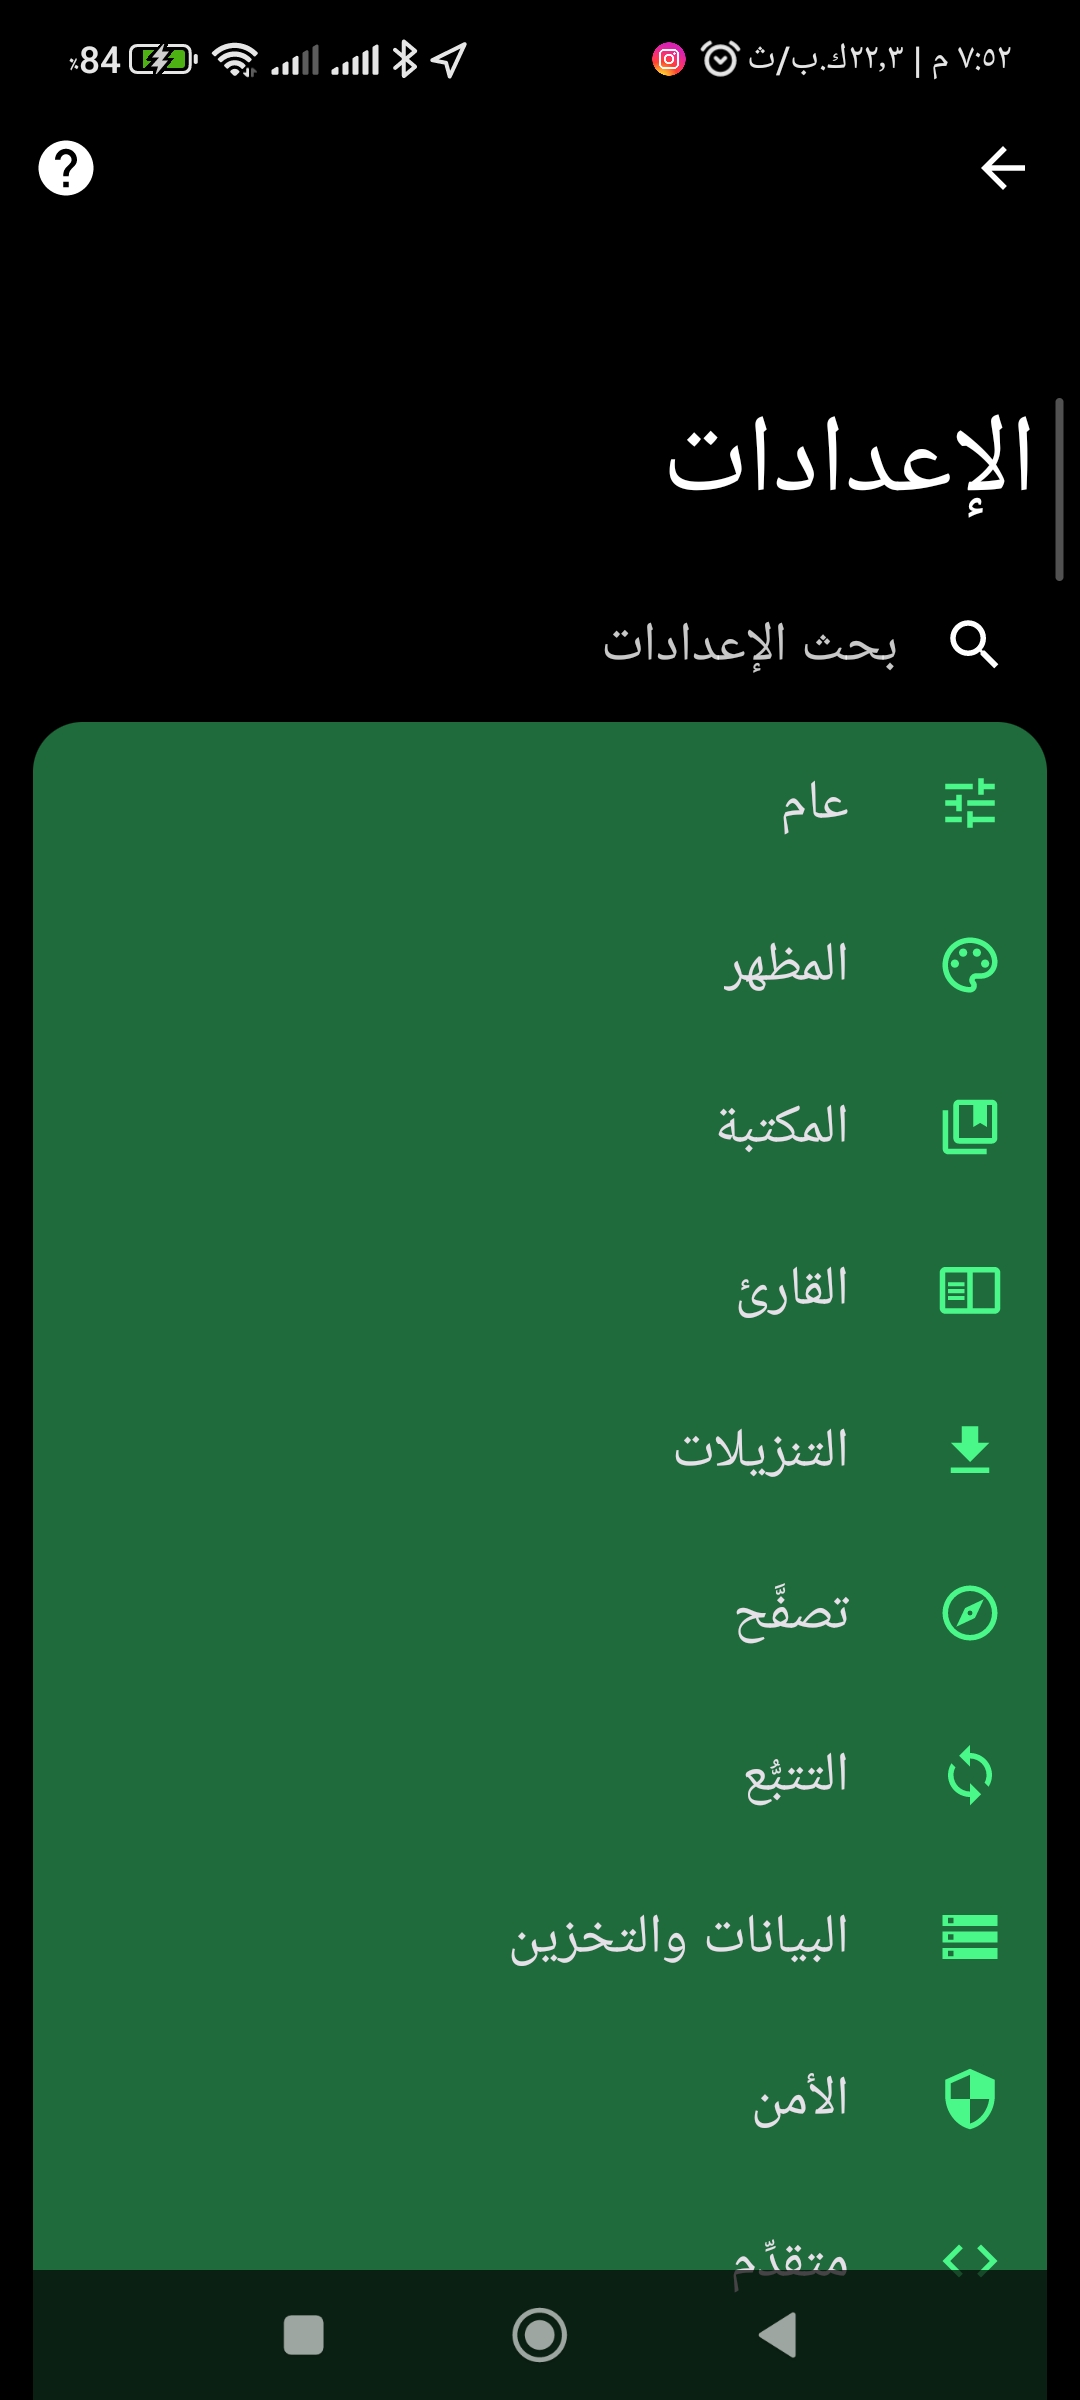 ٧:٥٢ م | ٢٢,٣ك.ب/ث
84٪
الإعدادات
بحث الإعدادات
عام
المظهر
المكتبة
القارئ
التنزيلات
تصفَّح
التتبُّع
البيانات والتخزين
الأمن
متقدِّم